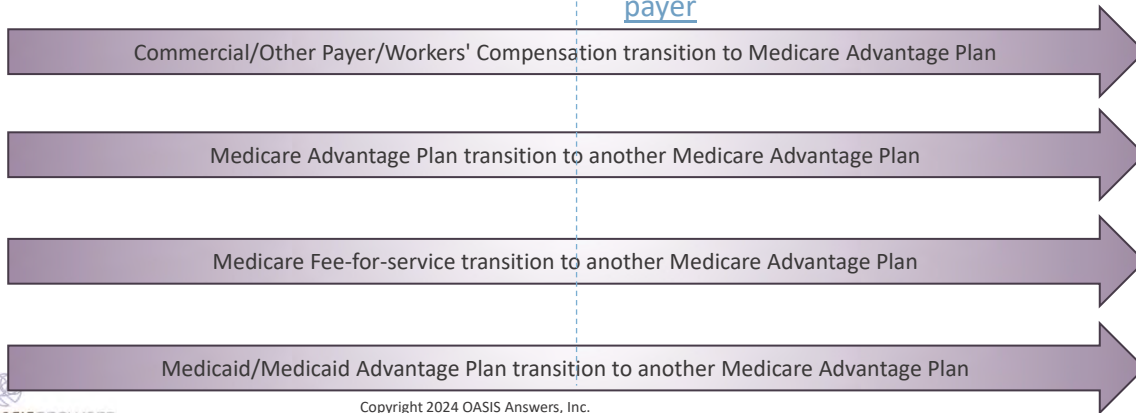 payer
Commercial/Other Payer/Workers' Compensation transition to Medicare Advantage Plan
Medicare Advantage Plan transition to another Medicare Advantage Plan
Medicare Fee-for-service transition to another Medicare Advantage Plan
Medicaid/Medicaid Advantage Plan transition to another Medicare Advantage Plan
Copyright 2024 OASIS Answers, Inc.